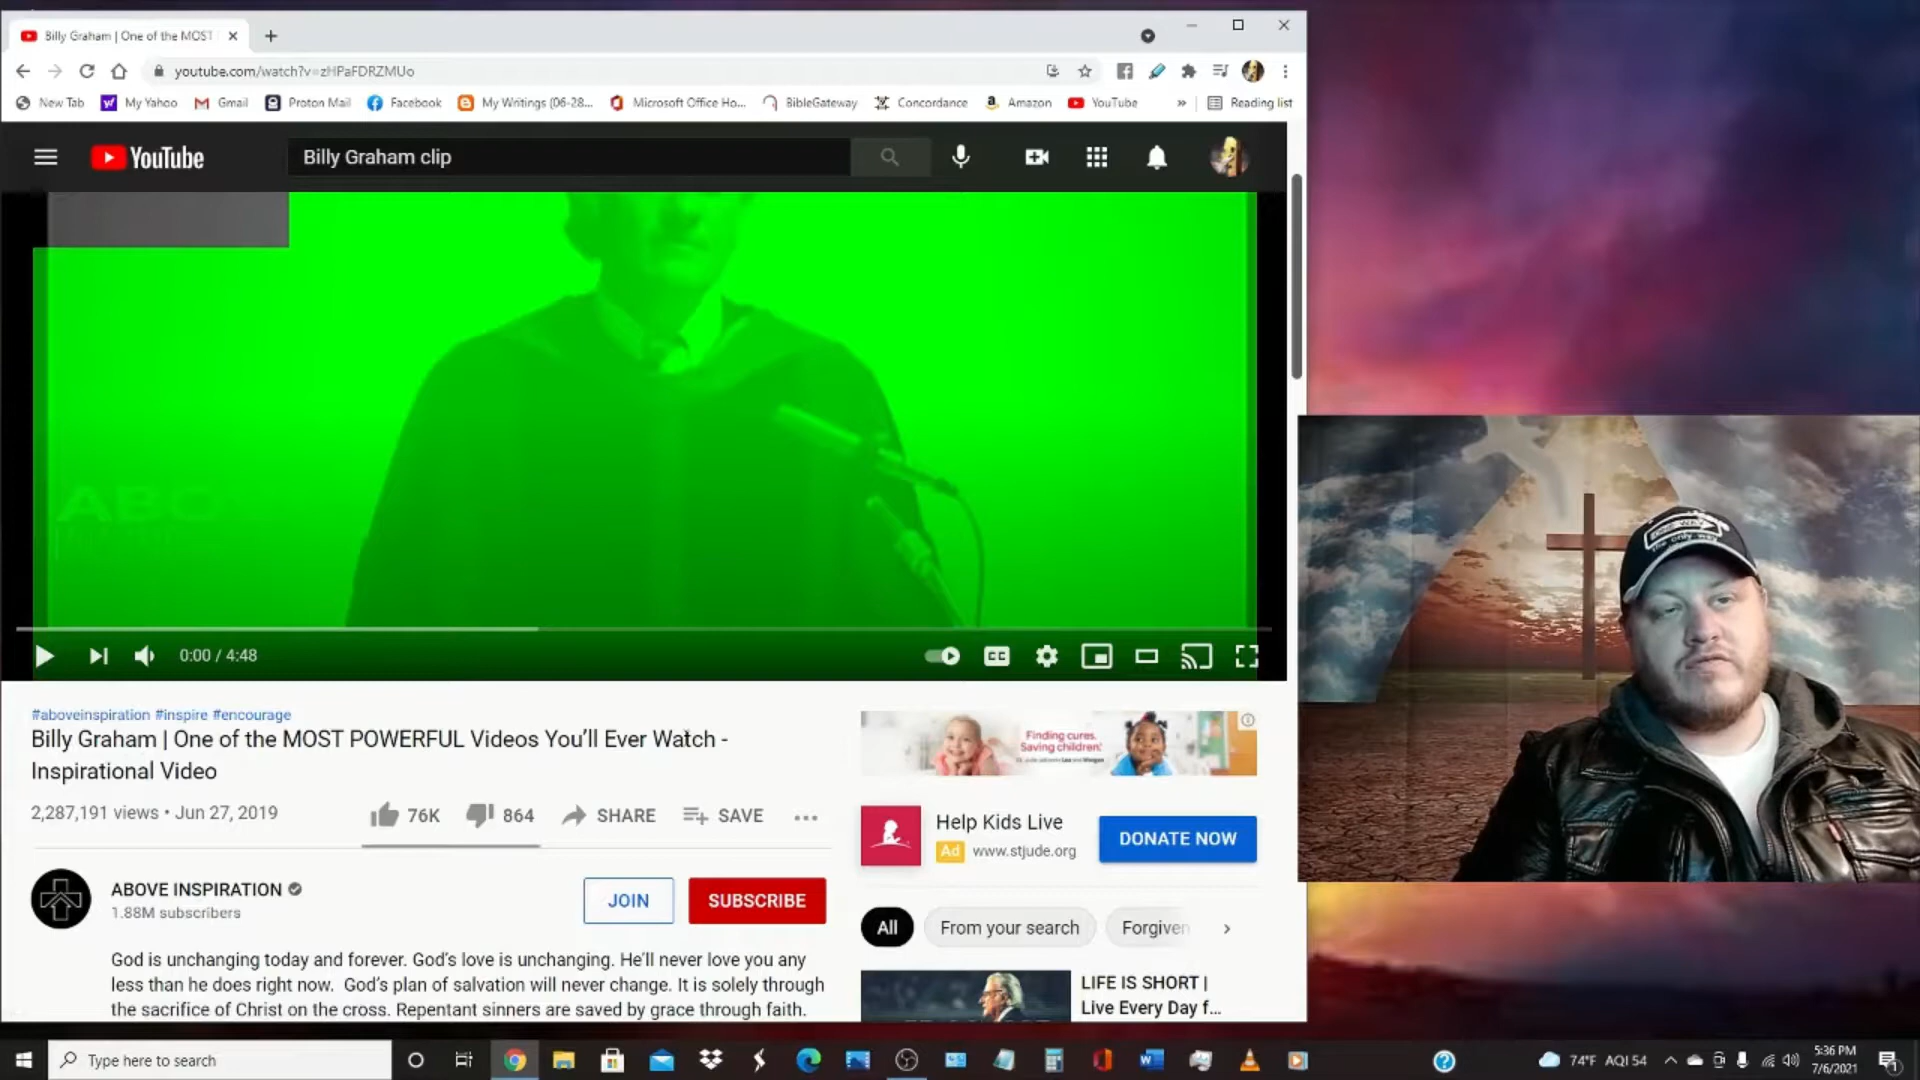 Billy Graham | One of the MOST
youtube.com/watch?v=zHPaFDRZMUo
New Tab My Yahoo Gmail Proton Mail Facebook My Writings (06-28... Microsoft Office Ho... BibleGateway Concordance Amazon YouTube » Reading list
YouTube
Billy Graham clip
0:00 / 4:48
CC
#aboveinspiration #inspire #encourage
Billy Graham | One of the MOST POWERFUL Videos You'll Ever Watch -
Inspirational Video
2,287,191 views • Jun 27, 2019
76K 864 SHARE SAVE
ABOVE INSPIRATION
1.88M subscribers
JOIN SUBSCRIBE
God is unchanging today and forever. God's love is unchanging. He'll never love you any
less than he does right now. God's plan of salvation will never change. It is solely through
the sacrifice of Christ on the cross. Repentant sinners are saved by grace through faith.
Finding cures.
Saving children.
Help Kids Live
Ad www.stjude.org
DONATE NOW
All From your search Forgiven
LIFE IS SHORT |
Live Every Day f...
the only way
Type here to search
74°F AQI 54
5:36 PM
7/6/2021